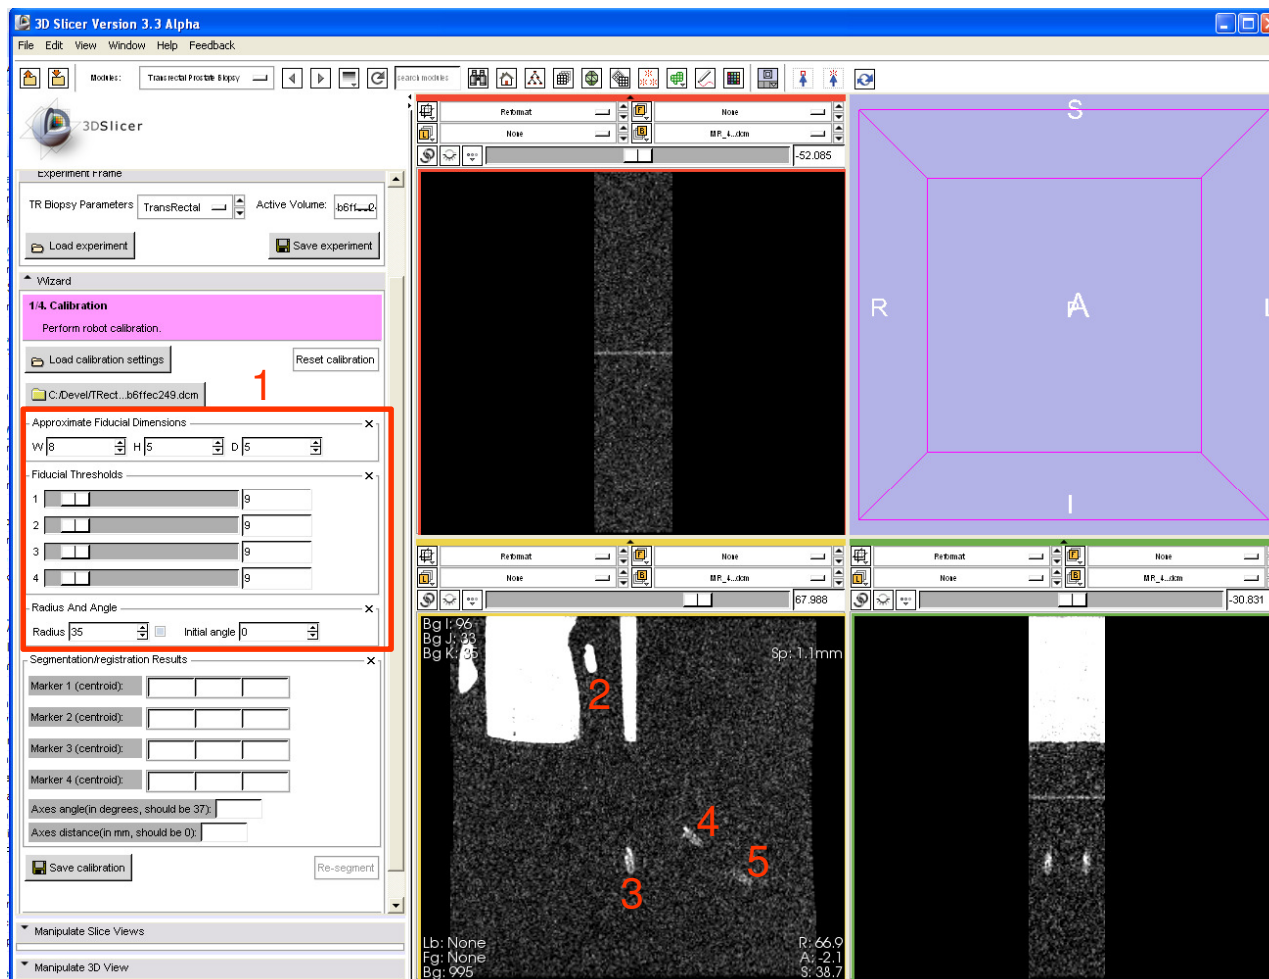 3D Slicer Version 3.3 Alpha
File Edit View Window Help Feedback
Modules: Transrectal Prostate Biopsy search modules
3DSlicer
Experiment Frame
TR Biopsy Parameters TransRectal Active Volume:
Load experiment Save experiment
Wizard
1/4. Calibration
Perform robot calibration.
Load calibration settings Reset calibration
1
C:/Devel/TRect...b6ffec249.dcm
Approximate Fiducial Dimensions
W 8 H 5 D 5
Fiducial Thresholds
1 9
2 9
3 9
4 9
Radius And Angle
Radius 35 Initial angle 0
Segmentation/registration Results
Marker 1 (centroid):
Marker 2 (centroid):
Marker 3 (centroid):
Marker 4 (centroid):
Axes angle(in degrees, should be 37):
Axes distance(in mm, should be 0):
Save calibration Re-segment
Manipulate Slice Views
Manipulate 3D View
Reformat None
None MR_4...dcm
-52.085
S
R A L
I
Reformat None
None MR_4...dcm
67.988
Bg I: 96
Bg J: 33
Bg K: 35
Sp: 1.1mm
2
4
5
3
Lb: None
Fg: None
Bg: 995
R: 66.9
A: -2.1
S: 38.7
Reformat None
None MR_4...dcm
-30.831